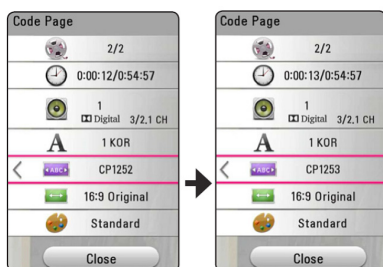 Code Page
2/2
0:00:12/0:54:57
1
Digital 3/2,1 CH
A 1 KOR
ABC CP1252
16:9 Original
Standard
Close
Code Page
2/2
0:00:13/0:54:57
1
Digital 3/2,1 CH
A 1 KOR
ABC CP1253
16:9 Original
Standard
Close